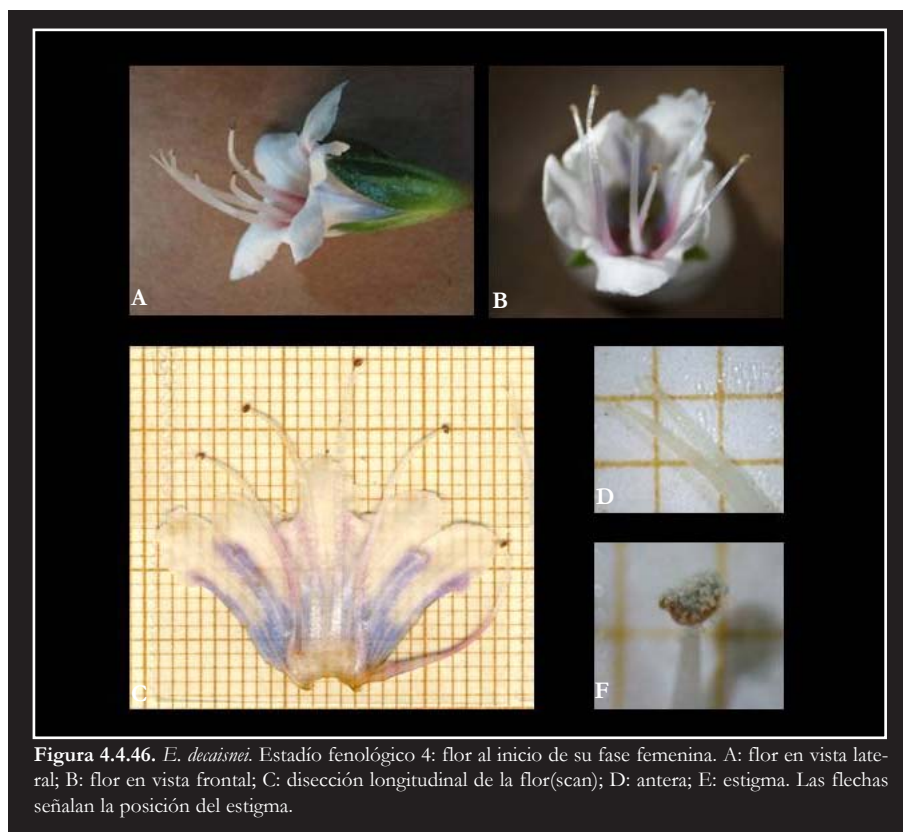 A
B
C
D
F
Figura 4.4.46. E. decaisnei. Estadío fenológico 4: flor al inicio de su fase femenina. A: flor en vista late-
ral; B: flor en vista frontal; C: disección longitudinal de la flor(scan); D: antera; E: estigma. Las flechas
señalan la posición del estigma.